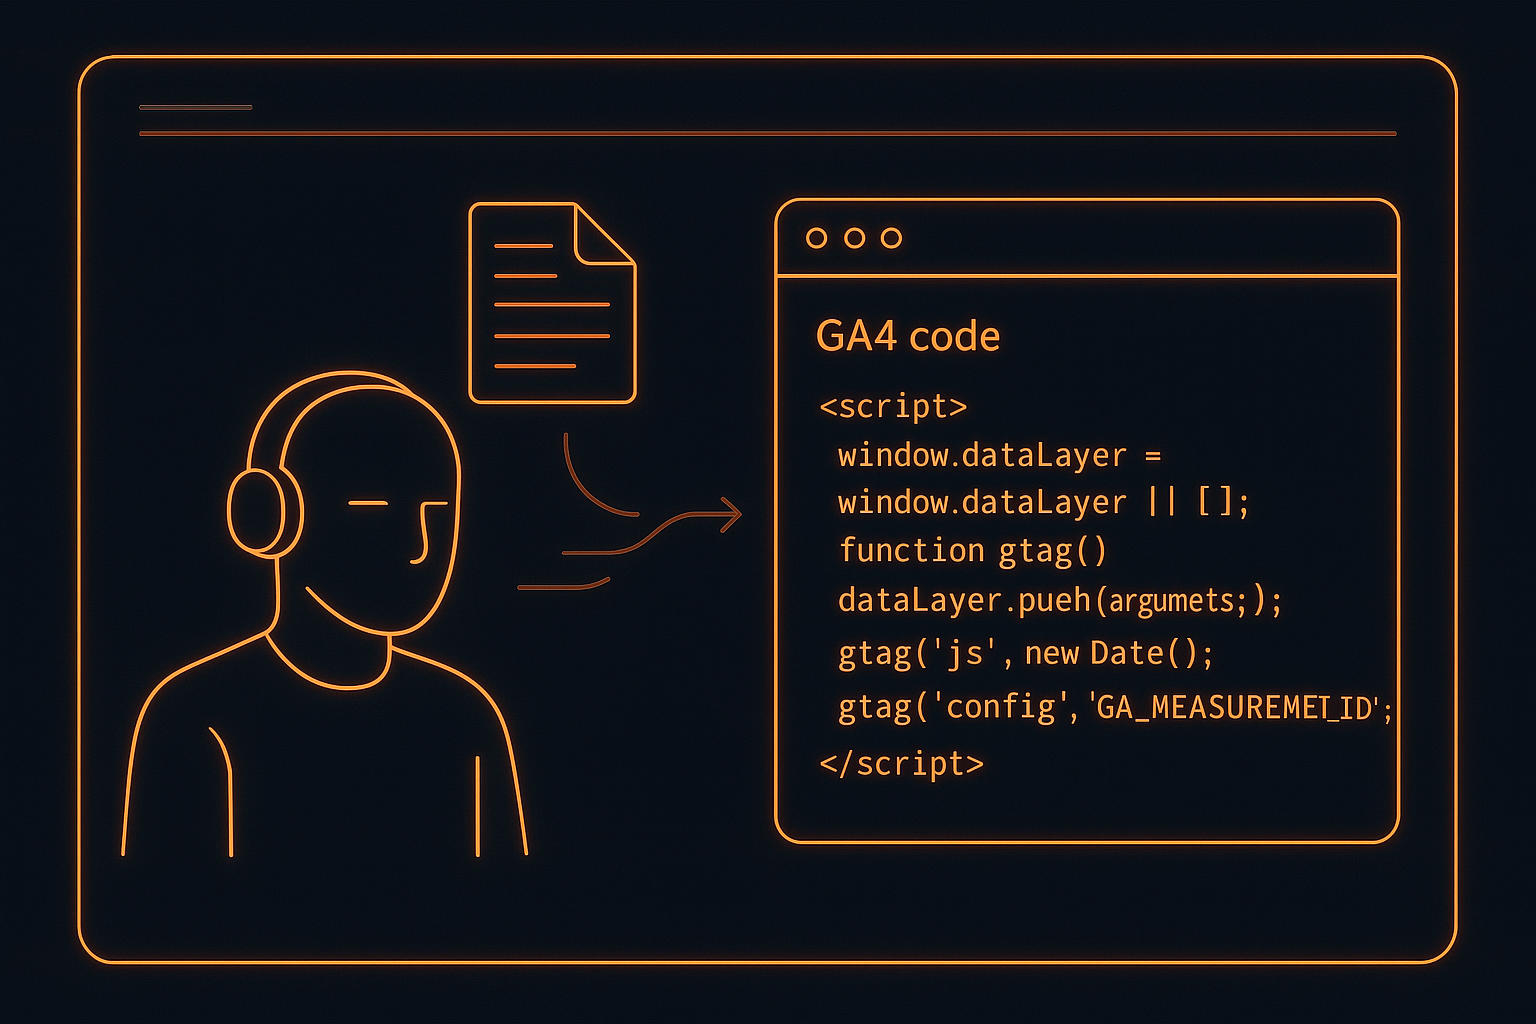 GA4 code
<script>
window.dataLayer =
window.dataLayer || [];
function gtag()
dataLayer.pueh(argumets;);
gtag('js', new Date();
gtag('config', 'GA_MEASUREMET_ID';
</script>